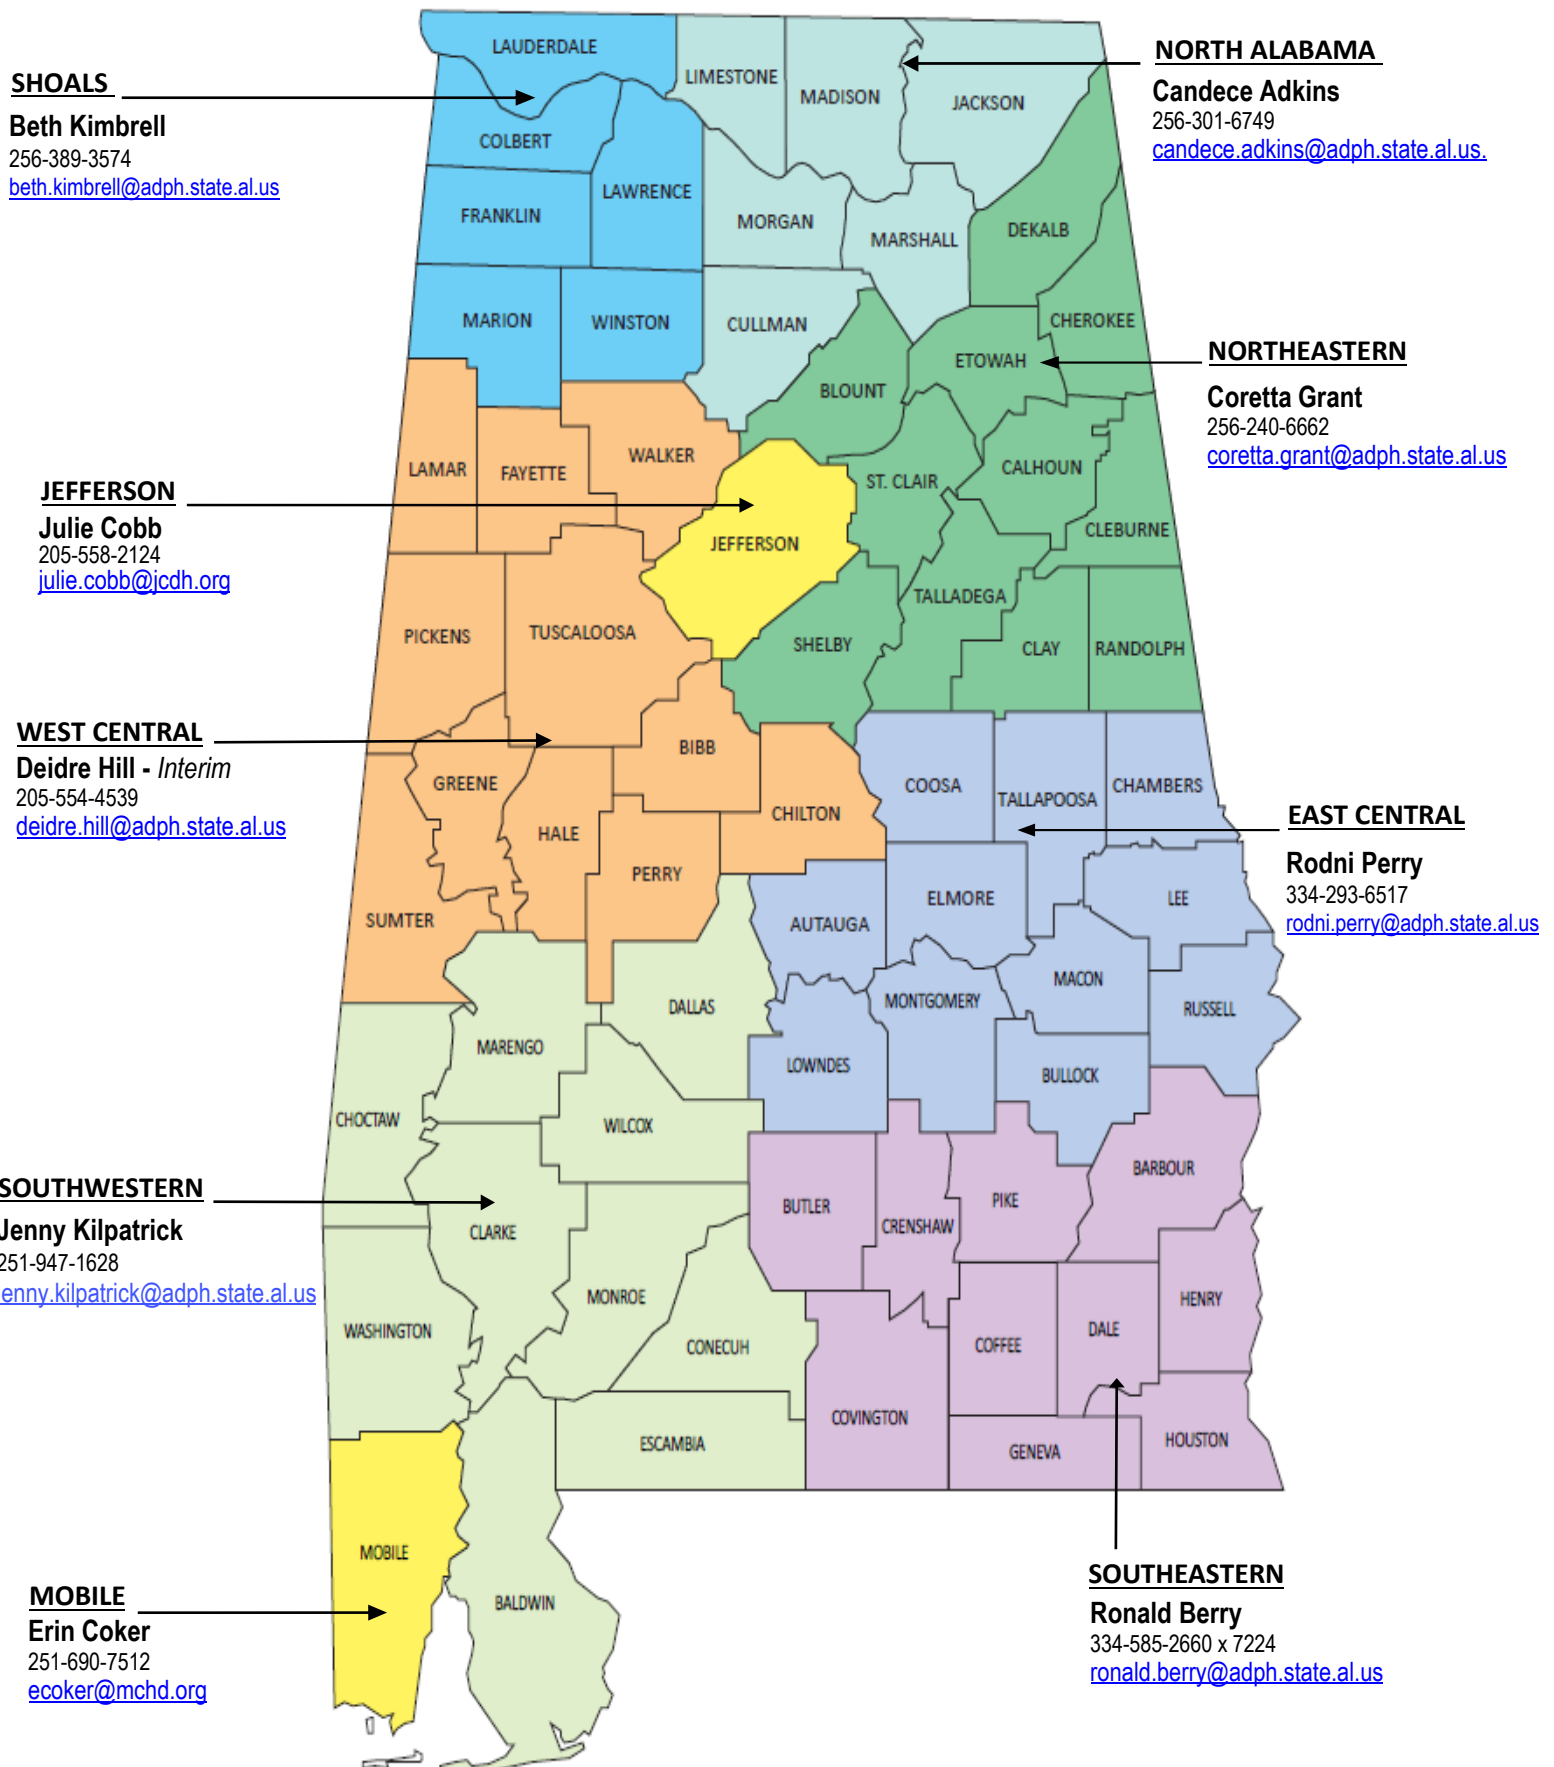 LAUDERDALE
NORTH ALABAMA
SHOALS
LIMESTONE
MADISON
JACKSON
Candece Adkins
256-301-6749
candece.adkins@adph.state.al.us.
Beth Kimbrell
256-389-3574
beth.kimbrell@adph.state.al.us
COLBERT
LAWRENCE
FRANKLIN
MORGAN
MARSHALL
DEKALB
MARION
WINSTON
CULLMAN
CHEROKEE
ETOWAH
BLOUNT
NORTHEASTERN
Coretta Grant
256-240-6662
coretta.grant@adph.state.al.us
LAMAR
FAYETTE
WALKER
ST. CLAIR
CALHOUN
CLEBURNE
JEFFERSON
Julie Cobb
205-558-2124
julie.cobb@jcdh.org
JEFFERSON
PICKENS
TUSCALOOSA
TALLADEGA
SHELBY
CLAY
RANDOLPH
WEST CENTRAL
Deidre Hill - Interim
205-554-4539
deidre.hill@adph.state.al.us
BIBB
GREENE
HALE
CHILTON
COOSA
TALLAPOOSA
CHAMBERS
EAST CENTRAL
Rodni Perry
334-293-6517
rodni.perry@adph.state.al.us
PERRY
SUMTER
AUTAUGA
ELMORE
LEE
MACON
DALLAS
MONTGOMERY
RUSSELL
MARENGO
LOWNDES
BULLOCK
CHOCTAW
WILCOX
BARBOUR
SOUTHWESTERN
Jenny Kilpatrick
251-947-1628
enny.kilpatrick@adph.state.al.us
CLARKE
BUTLER
CRENSHAW
PIKE
MONROE
HENRY
WASHINGTON
CONECUH
COFFEE
DALE
COVINGTON
ESCAMBIA
GENEVA
HOUSTON
MOBILE
BALDWIN
MOBILE
Erin Coker
251-690-7512
ecoker@mchd.org
SOUTHEASTERN
Ronald Berry
334-585-2660 x 7224
ronald.berry@adph.state.al.us